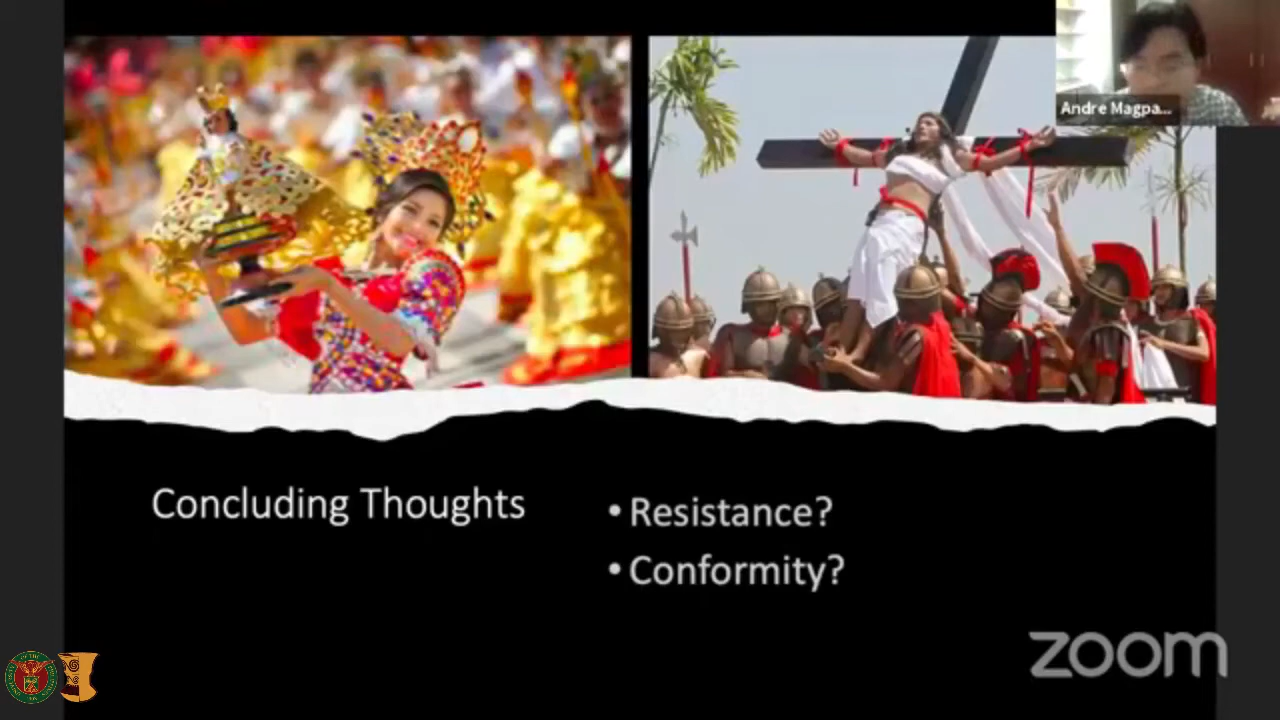 Andre Magpa...
Concluding Thoughts
• Resistance?
• Conformity?
zoom